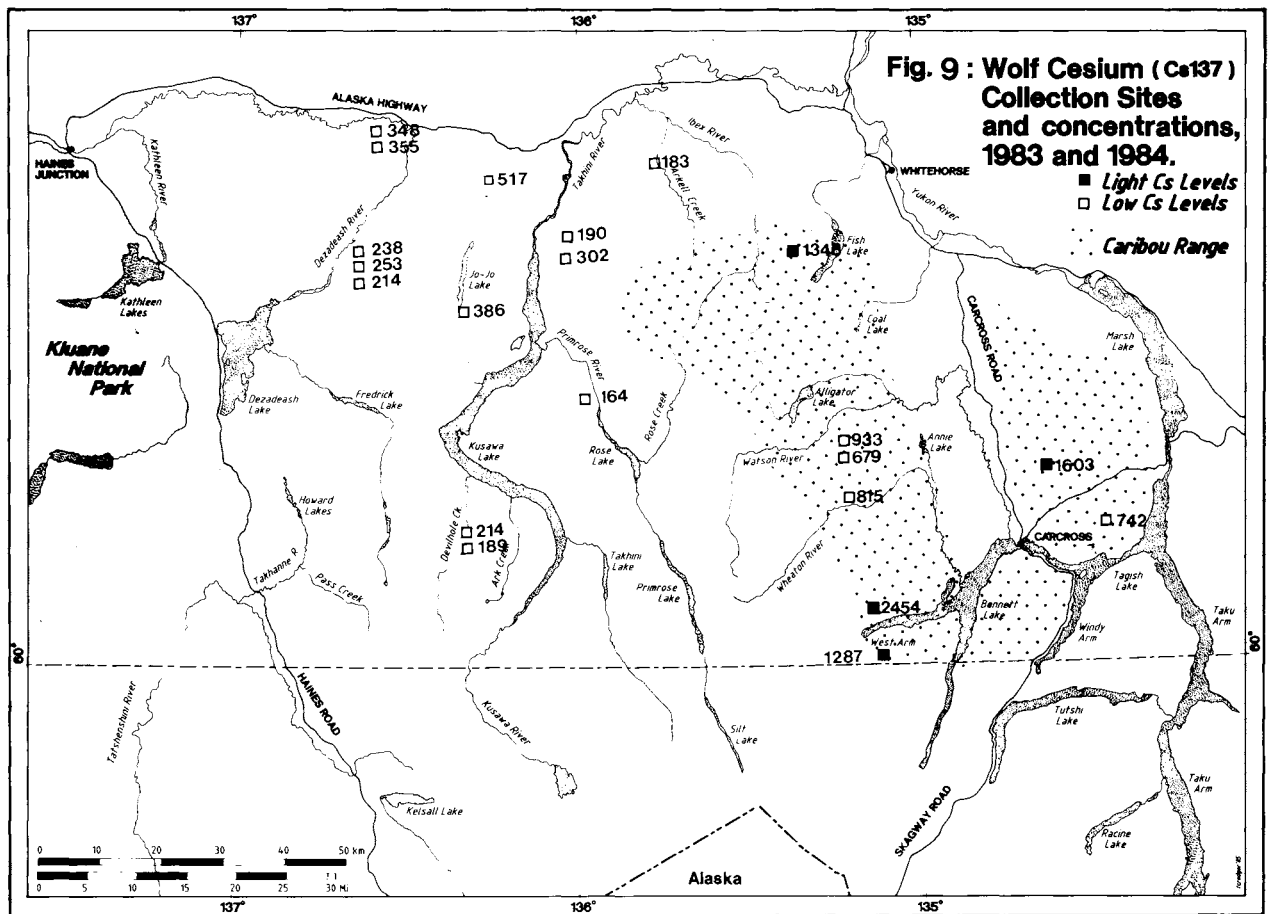 137°
136°
135°
Fig. 9 : Wolf Cesium (Cs137)
Collection Sites
and concentrations,
1983 and 1984.
Light Cs Levels
Low Cs Levels
Caribou Range
ALASKA HIGHWAY
348
355
HAINES
JUNCTION
Kathleen River
517
Takhini River
Ibex River
183
Arkell Creek
WHITEHORSE
Yukon River
Dezadeash River
238
253
214
190
302
1346
Fish
Lake
Jo-Jo
Lake
386
Kathleen
Lakes
Coal
Lake
CARCROSS ROAD
Marsh
Lake
Kluane
National
Park
Primrose River
Dezadeash
Lake
Fredrick
Lake
164
Rose Creek
Alligator
Lake
Kusawa
Lake
Rose
Lake
Watson River
933
679
Annie
Lake
1603
815
Howard
Lakes
Devilhole Ck.
214
189
Ark Creek
742
CARCROSS
Takhanne R
Pass Creek
Takhini
Lake
Primrose
Lake
Wheaton River
Tagish
Lake
2454
Bennett
Lake
Windy
Arm
Taku
Arm
West Arm
1287
60°
60°
Tatshenshini River
HAINES ROAD
Kusawa River
Silt
Lake
Tutshi
Lake
Kelsall Lake
SKAGWAY ROAD
Taku
Arm
Racine
Lake
0 10 20 30 40 50 km
0 5 10 15 20 25 30 Mi
Alaska
137°
136°
135°